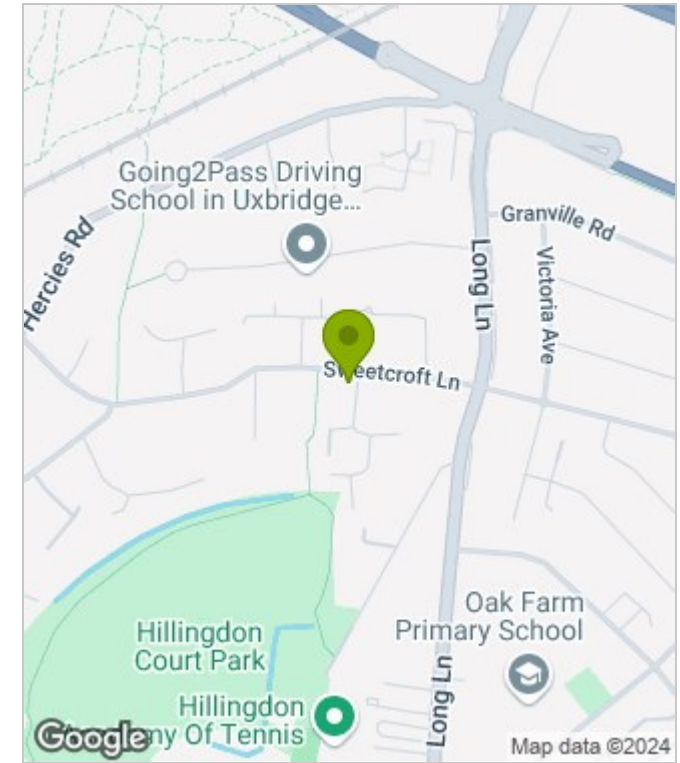 Going2Pass Driving
School in Uxbridge...
Granville Rd
Hercies Rd
Long Ln
Victoria Ave
Sweetcroft Ln
Oak Farm
Primary School
Hillingdon
Court Park
Hillingdon
Academy Of Tennis
Long Ln
Google
Map data ©2024